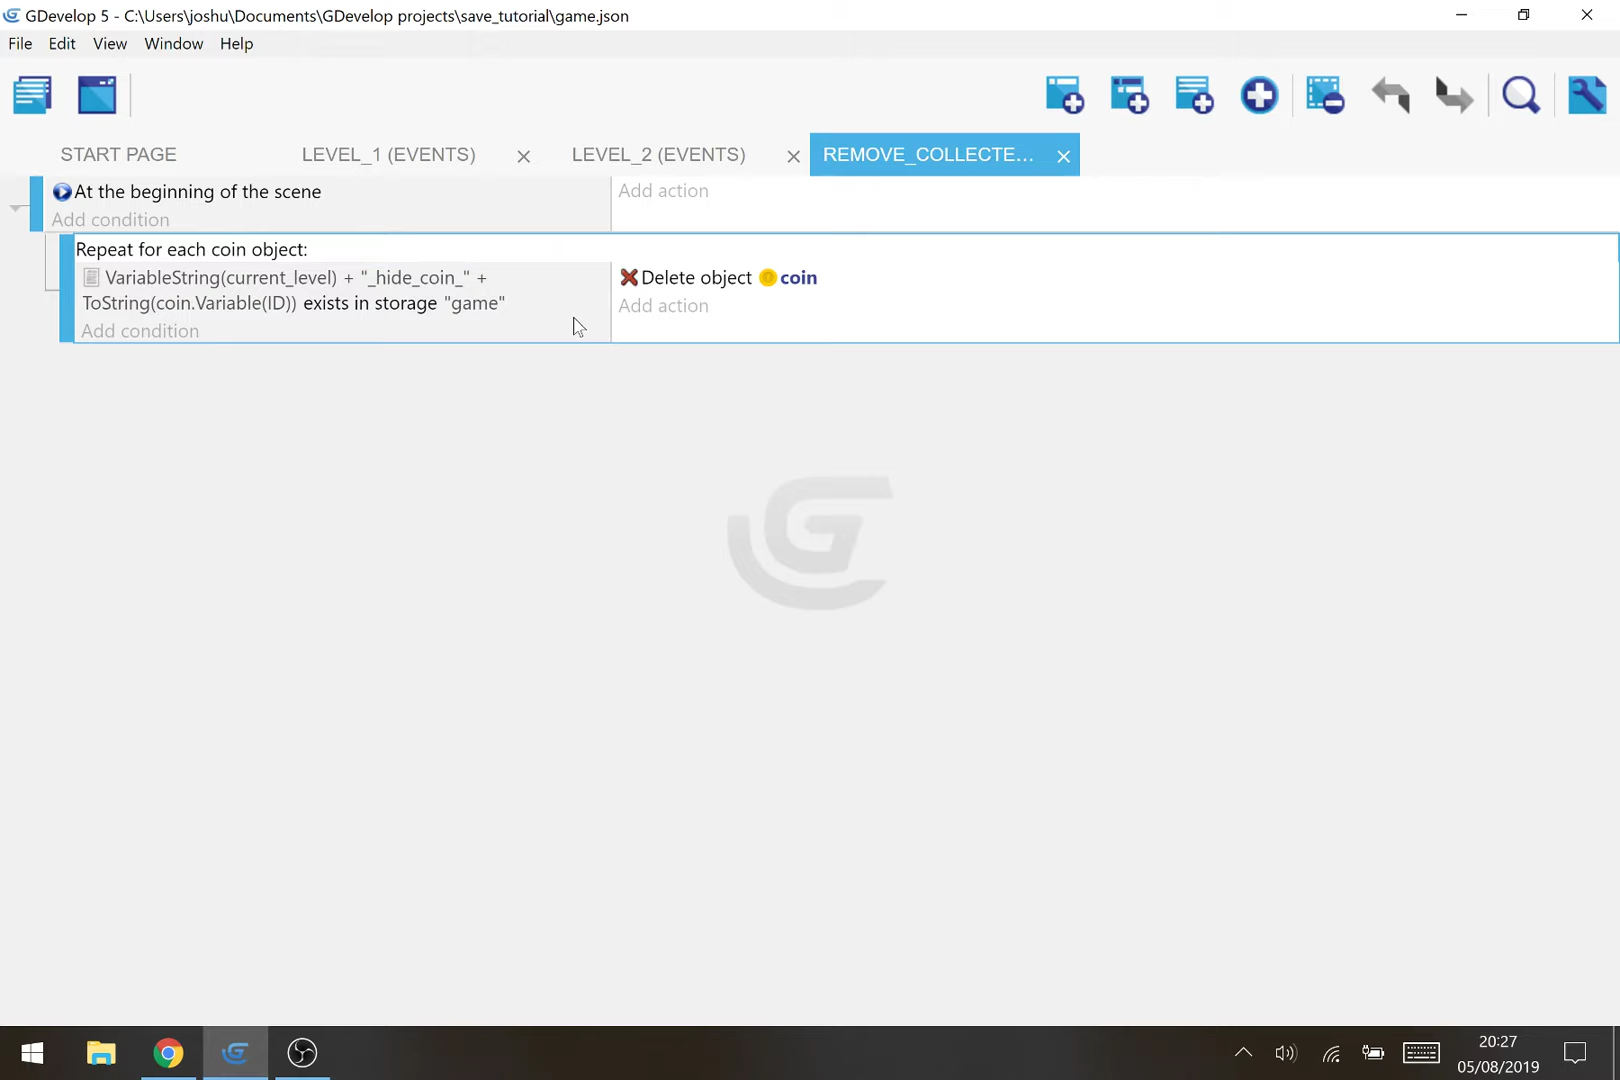 GDevelop 5 - C:\Users\joshu\Documents\GDevelop projects\save_tutorial\game.json
File Edit View Window Help
START PAGE LEVEL_1 (EVENTS) LEVEL_2 (EVENTS) REMOVE_COLLECTE...
At the beginning of the scene Add action
Add condition
Repeat for each coin object:
VariableString(current_level) + "_hide_coin_" + Delete object coin
ToString(coin.Variable(ID)) exists in storage "game" Add action
Add condition
20:27
05/08/2019